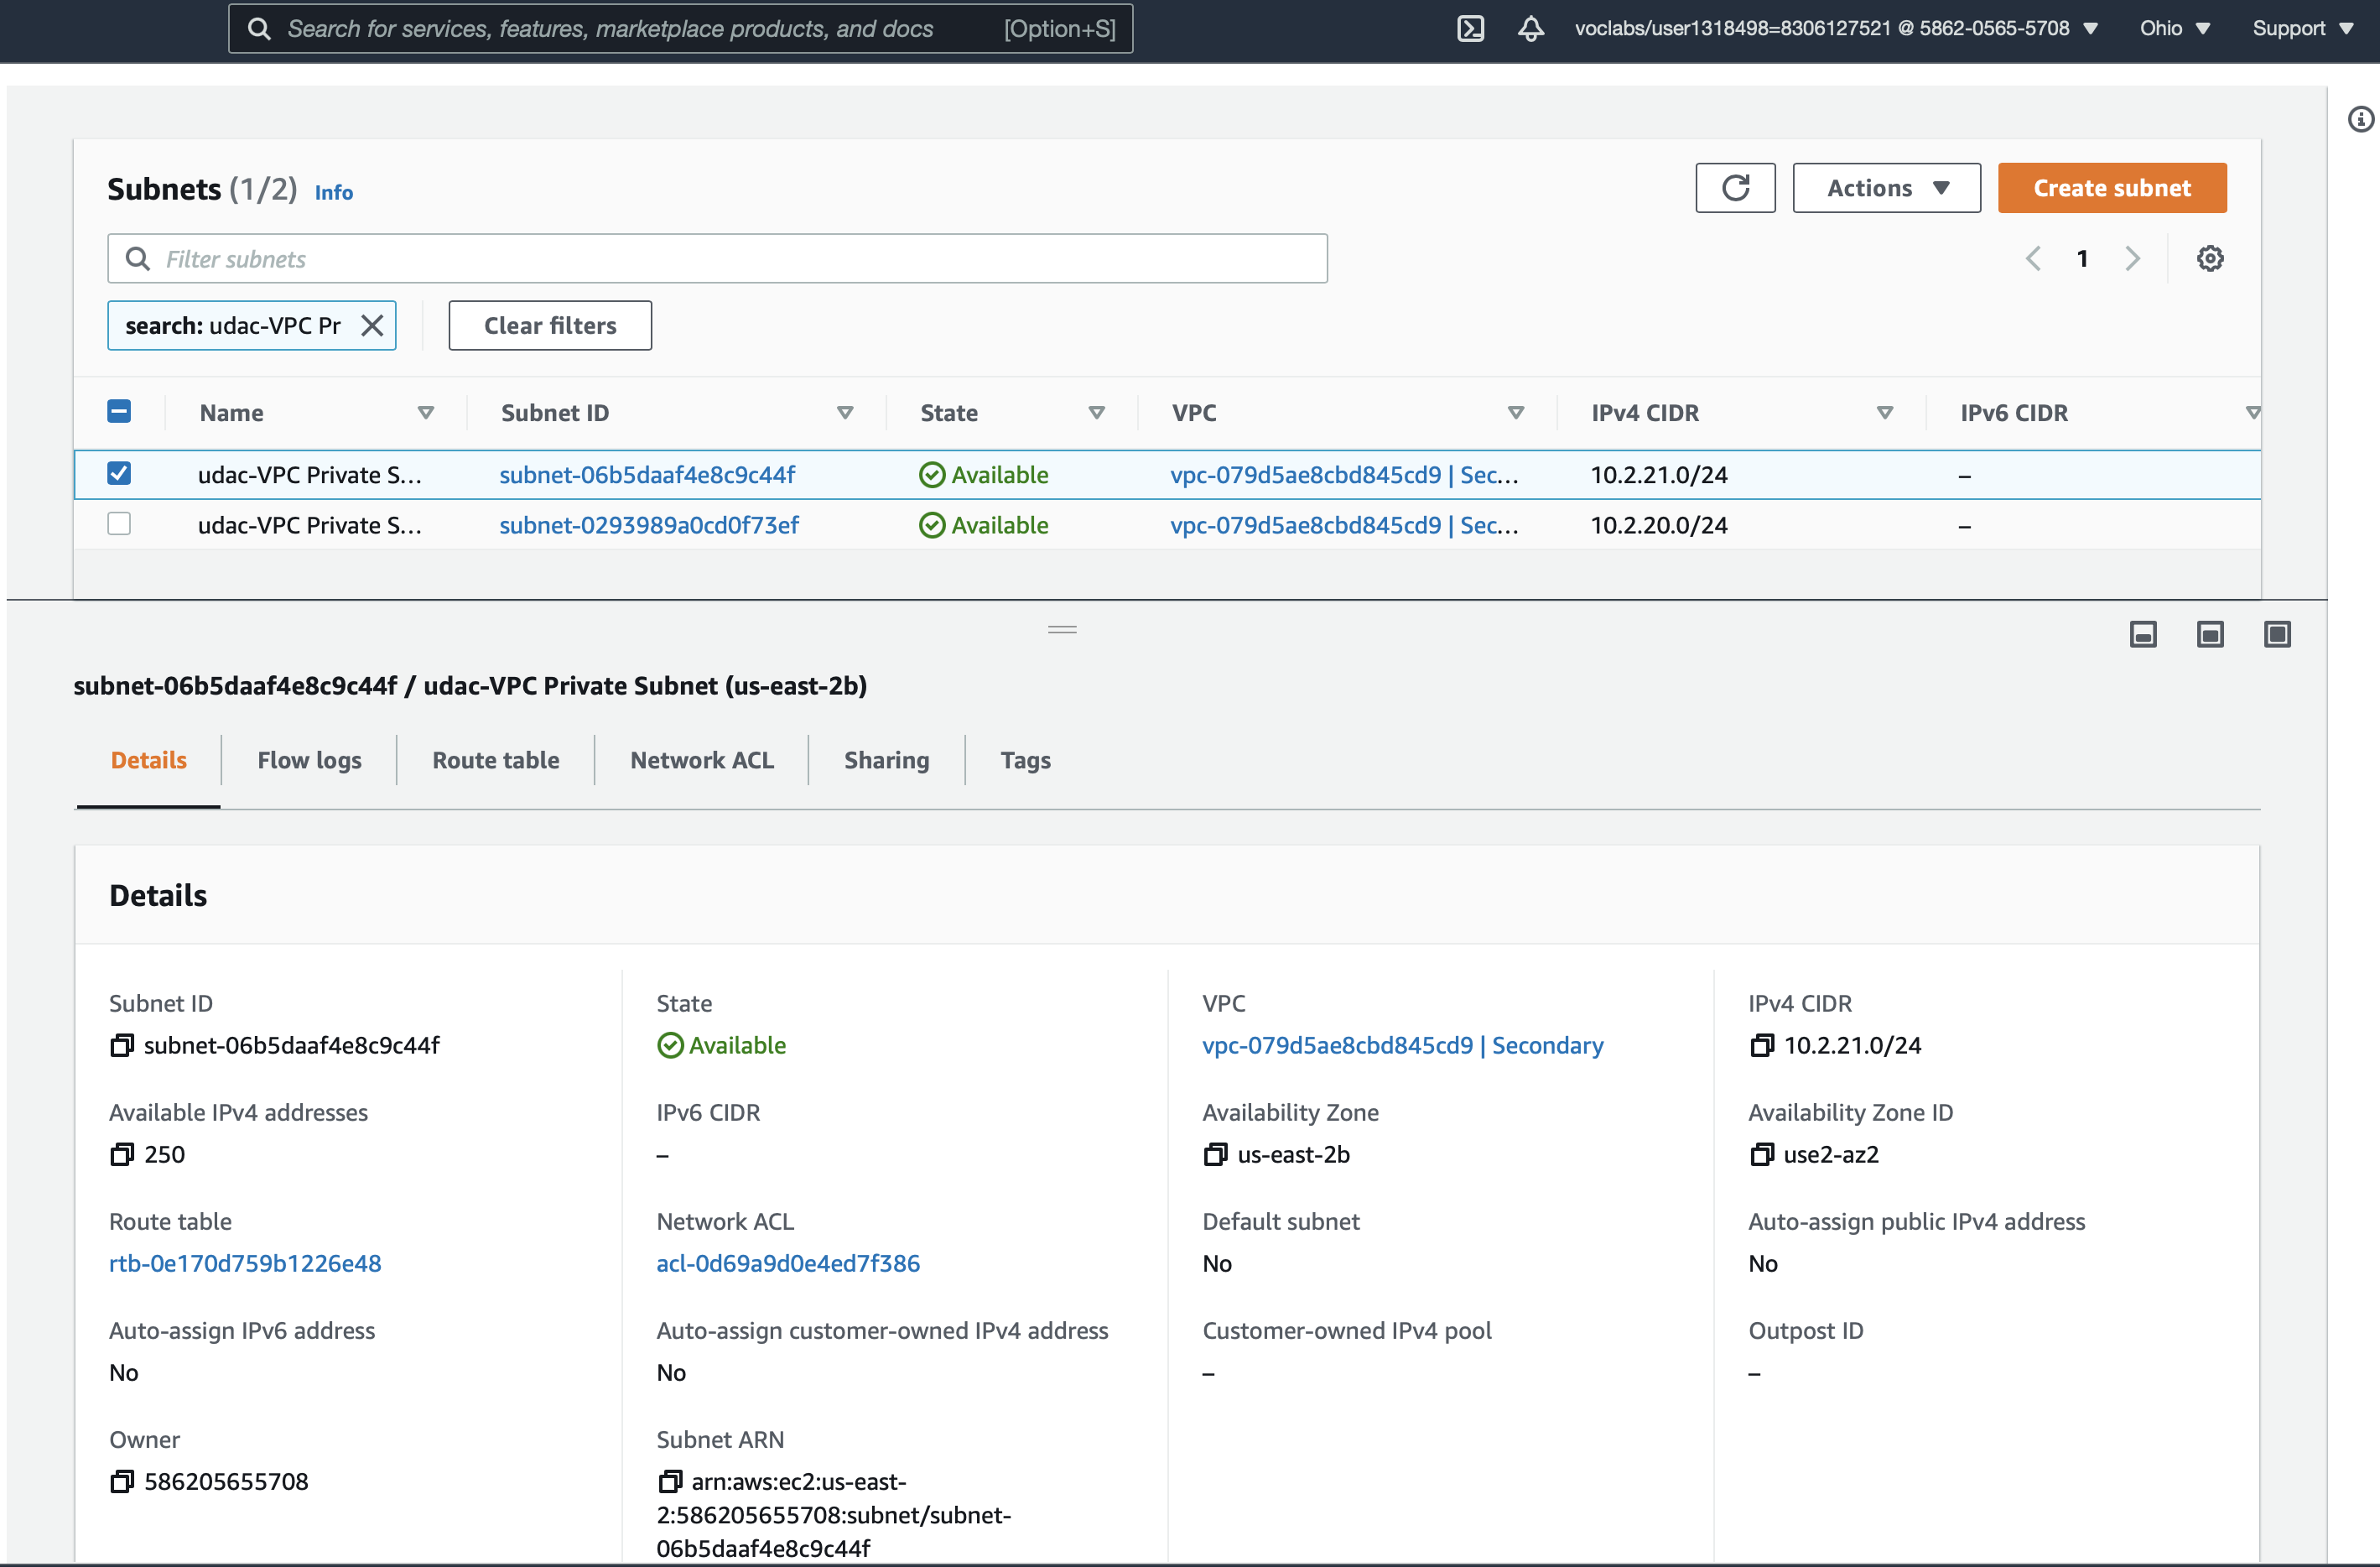 Search for services, features, marketplace products, and docs [Option+S] voclabs/user1318498=8306127521 @ 5862-0565-5708 Ohio Support
Subnets (1/2) Info Actions Create subnet
Filter subnets 1
search: udac-VPC Pr Clear filters
Name Subnet ID State VPC IPv4 CIDR IPv6 CIDR
udac-VPC Private S... subnet-06b5daaf4e8c9c44f Available vpc-079d5ae8cbd845cd9 | Sec... 10.2.21.0/24 –
udac-VPC Private S... subnet-0293989a0cd0f73ef Available vpc-079d5ae8cbd845cd9 | Sec... 10.2.20.0/24 –
subnet-06b5daaf4e8c9c44f / udac-VPC Private Subnet (us-east-2b)
Details Flow logs Route table Network ACL Sharing Tags
Details
Subnet ID State VPC IPv4 CIDR
subnet-06b5daaf4e8c9c44f Available vpc-079d5ae8cbd845cd9 | Secondary 10.2.21.0/24
Available IPv4 addresses IPv6 CIDR Availability Zone Availability Zone ID
250 – us-east-2b use2-az2
Route table Network ACL Default subnet Auto-assign public IPv4 address
rtb-0e170d759b1226e48 acl-0d69a9d0e4ed7f386 No No
Auto-assign IPv6 address Auto-assign customer-owned IPv4 address Customer-owned IPv4 pool Outpost ID
No No – –
Owner Subnet ARN
586205655708 arn:aws:ec2:us-east-
2:586205655708:subnet/subnet-
06b5daaf4e8c9c44f